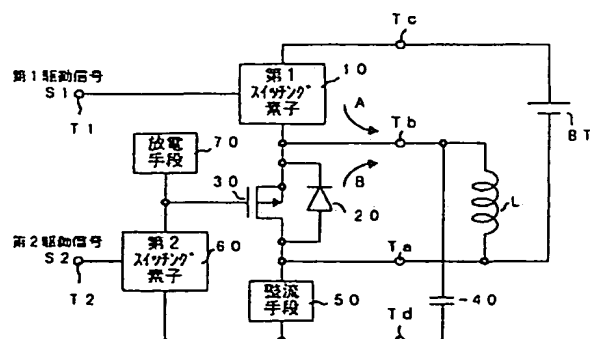 Tc
第1駆動信号
S1
T1
第1
スイッチング
素子
10
A
Tb
BT
放電
手段
70
30
B
20
L
第2駆動信号
S2
T2
第2
スイッチング
素子
60
Ta
整流
手段
50
Td
40